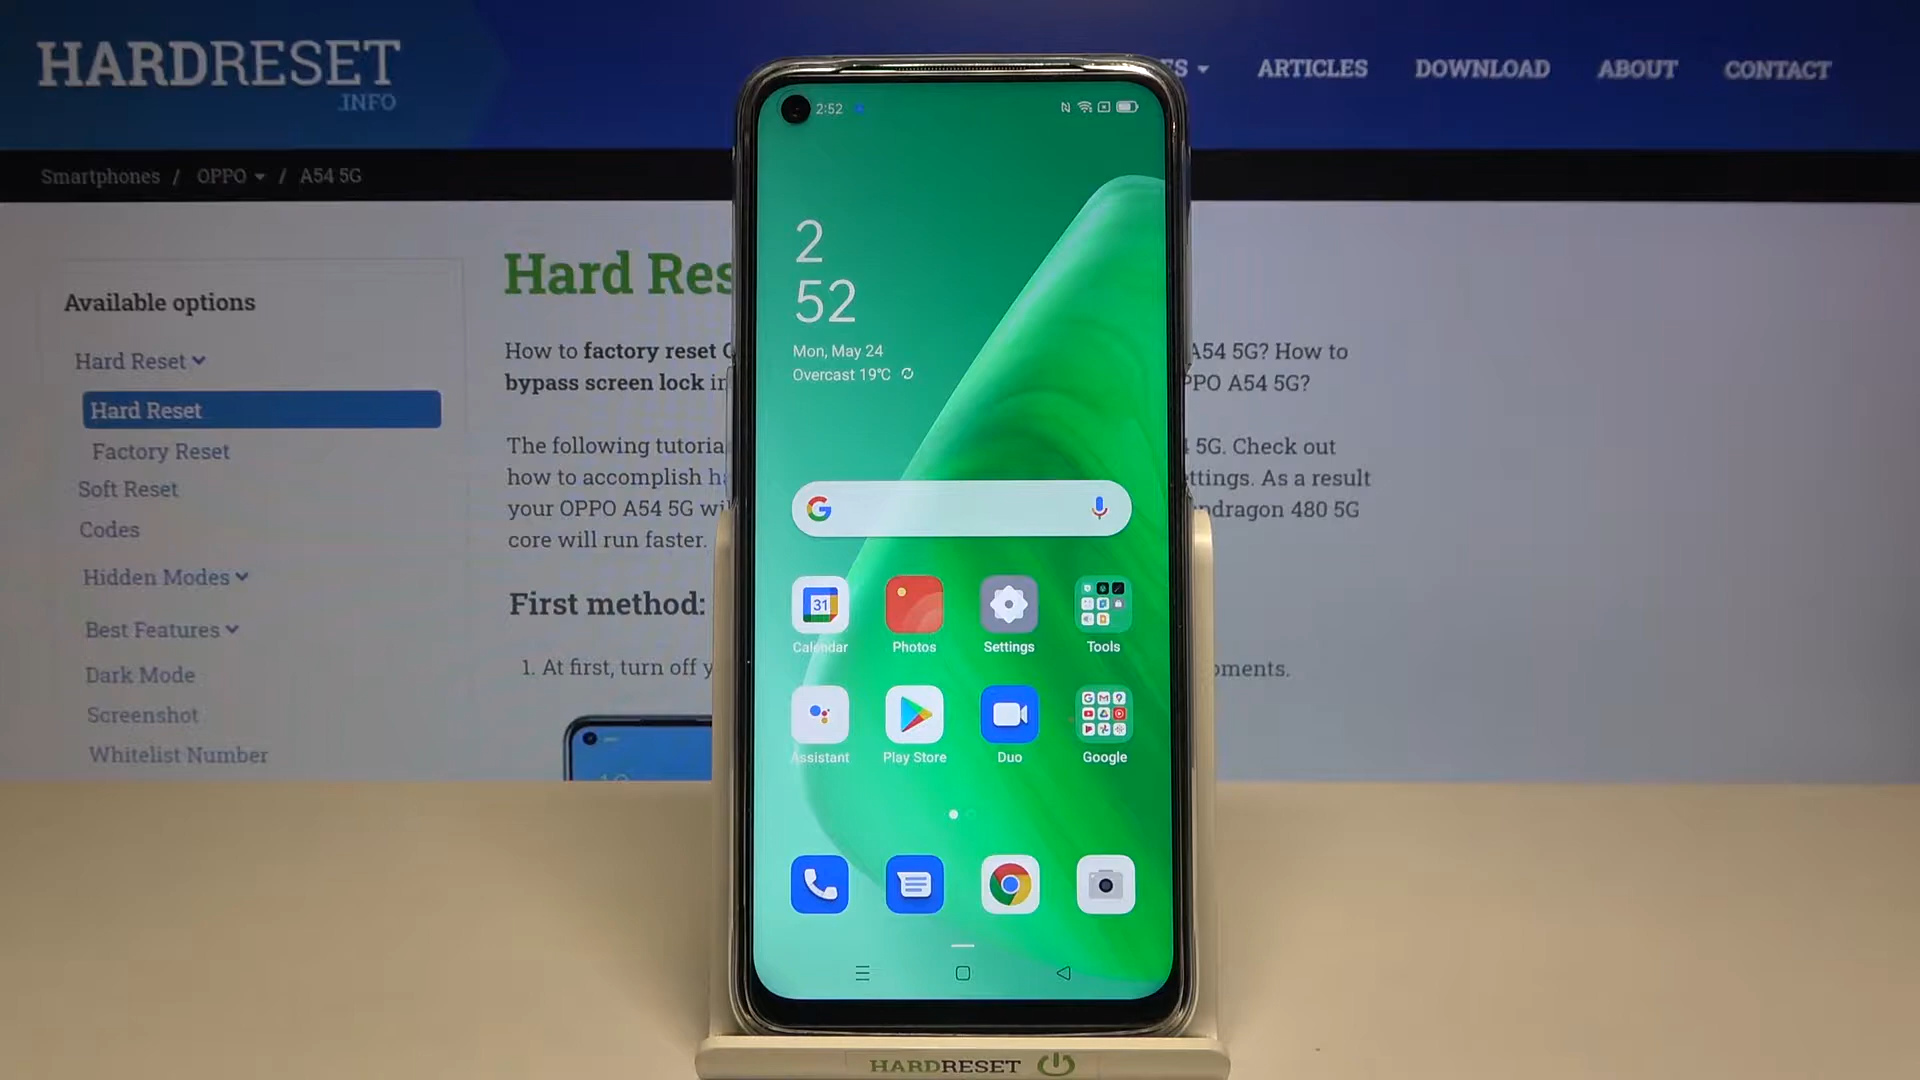 HARDRESET
.INFO
ES
ARTICLES
DOWNLOAD
ABOUT
CONTACT
Smartphones / OPPO / A54 5G
Available options
Hard Reset
Hard Reset
Factory Reset
Soft Reset
Codes
Hidden Modes
Best Features
Dark Mode
Screenshot
Whitelist Number
Hard Res
How to factory reset
A54 5G? How to
bypass screen lock
PPO A54 5G?
The following tutoria
5G. Check out
how to accomplish h
ttings. As a result
your OPPO A54 5G wi
ndragon 480 5G
core will run faster.
First method:
1. At first, turn off y
oments.
2:52
2
52
Mon, May 24
Overcast 19°C
31
Calendar
Photos
Settings
Tools
Assistant
Play Store
Duo
Google
HARDRESET